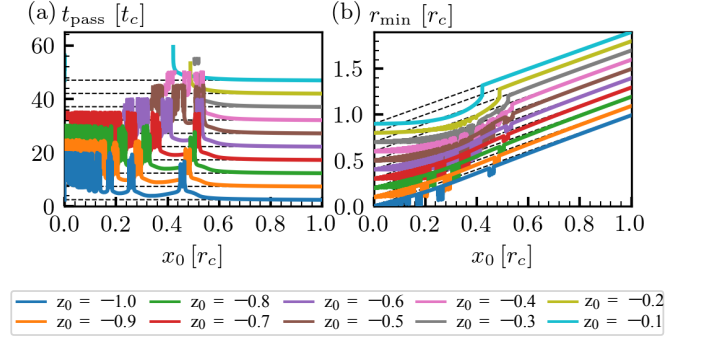 (a) t_pass [t_c]
60
40
20
0
0.0 0.2 0.4 0.6 0.8 1.0
x_0 [r_c]
(b) r_min [r_c]
1.5
1.0
0.5
0.0
0.0 0.2 0.4 0.6 0.8 1.0
x_0 [r_c]
z_0 = −1.0 z_0 = −0.8 z_0 = −0.6 z_0 = −0.4 z_0 = −0.2
z_0 = −0.9 z_0 = −0.7 z_0 = −0.5 z_0 = −0.3 z_0 = −0.1